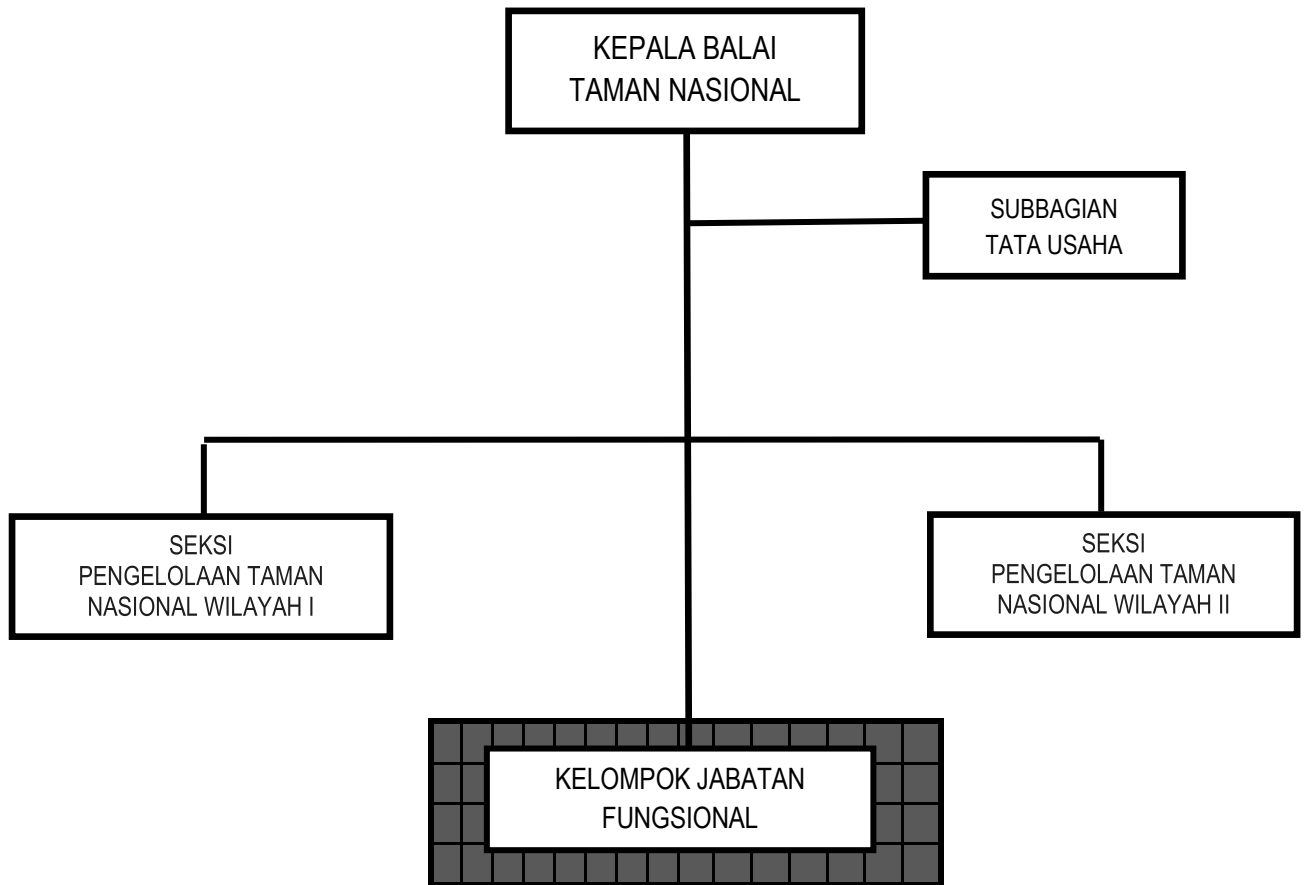 KEPALA BALAI
TAMAN NASIONAL
SUBBAGIAN
TATA USAHA
SEKSI
PENGELOLAAN TAMAN
NASIONAL WILAYAH I
SEKSI
PENGELOLAAN TAMAN
NASIONAL WILAYAH II
KELOMPOK JABATAN
FUNGSIONAL